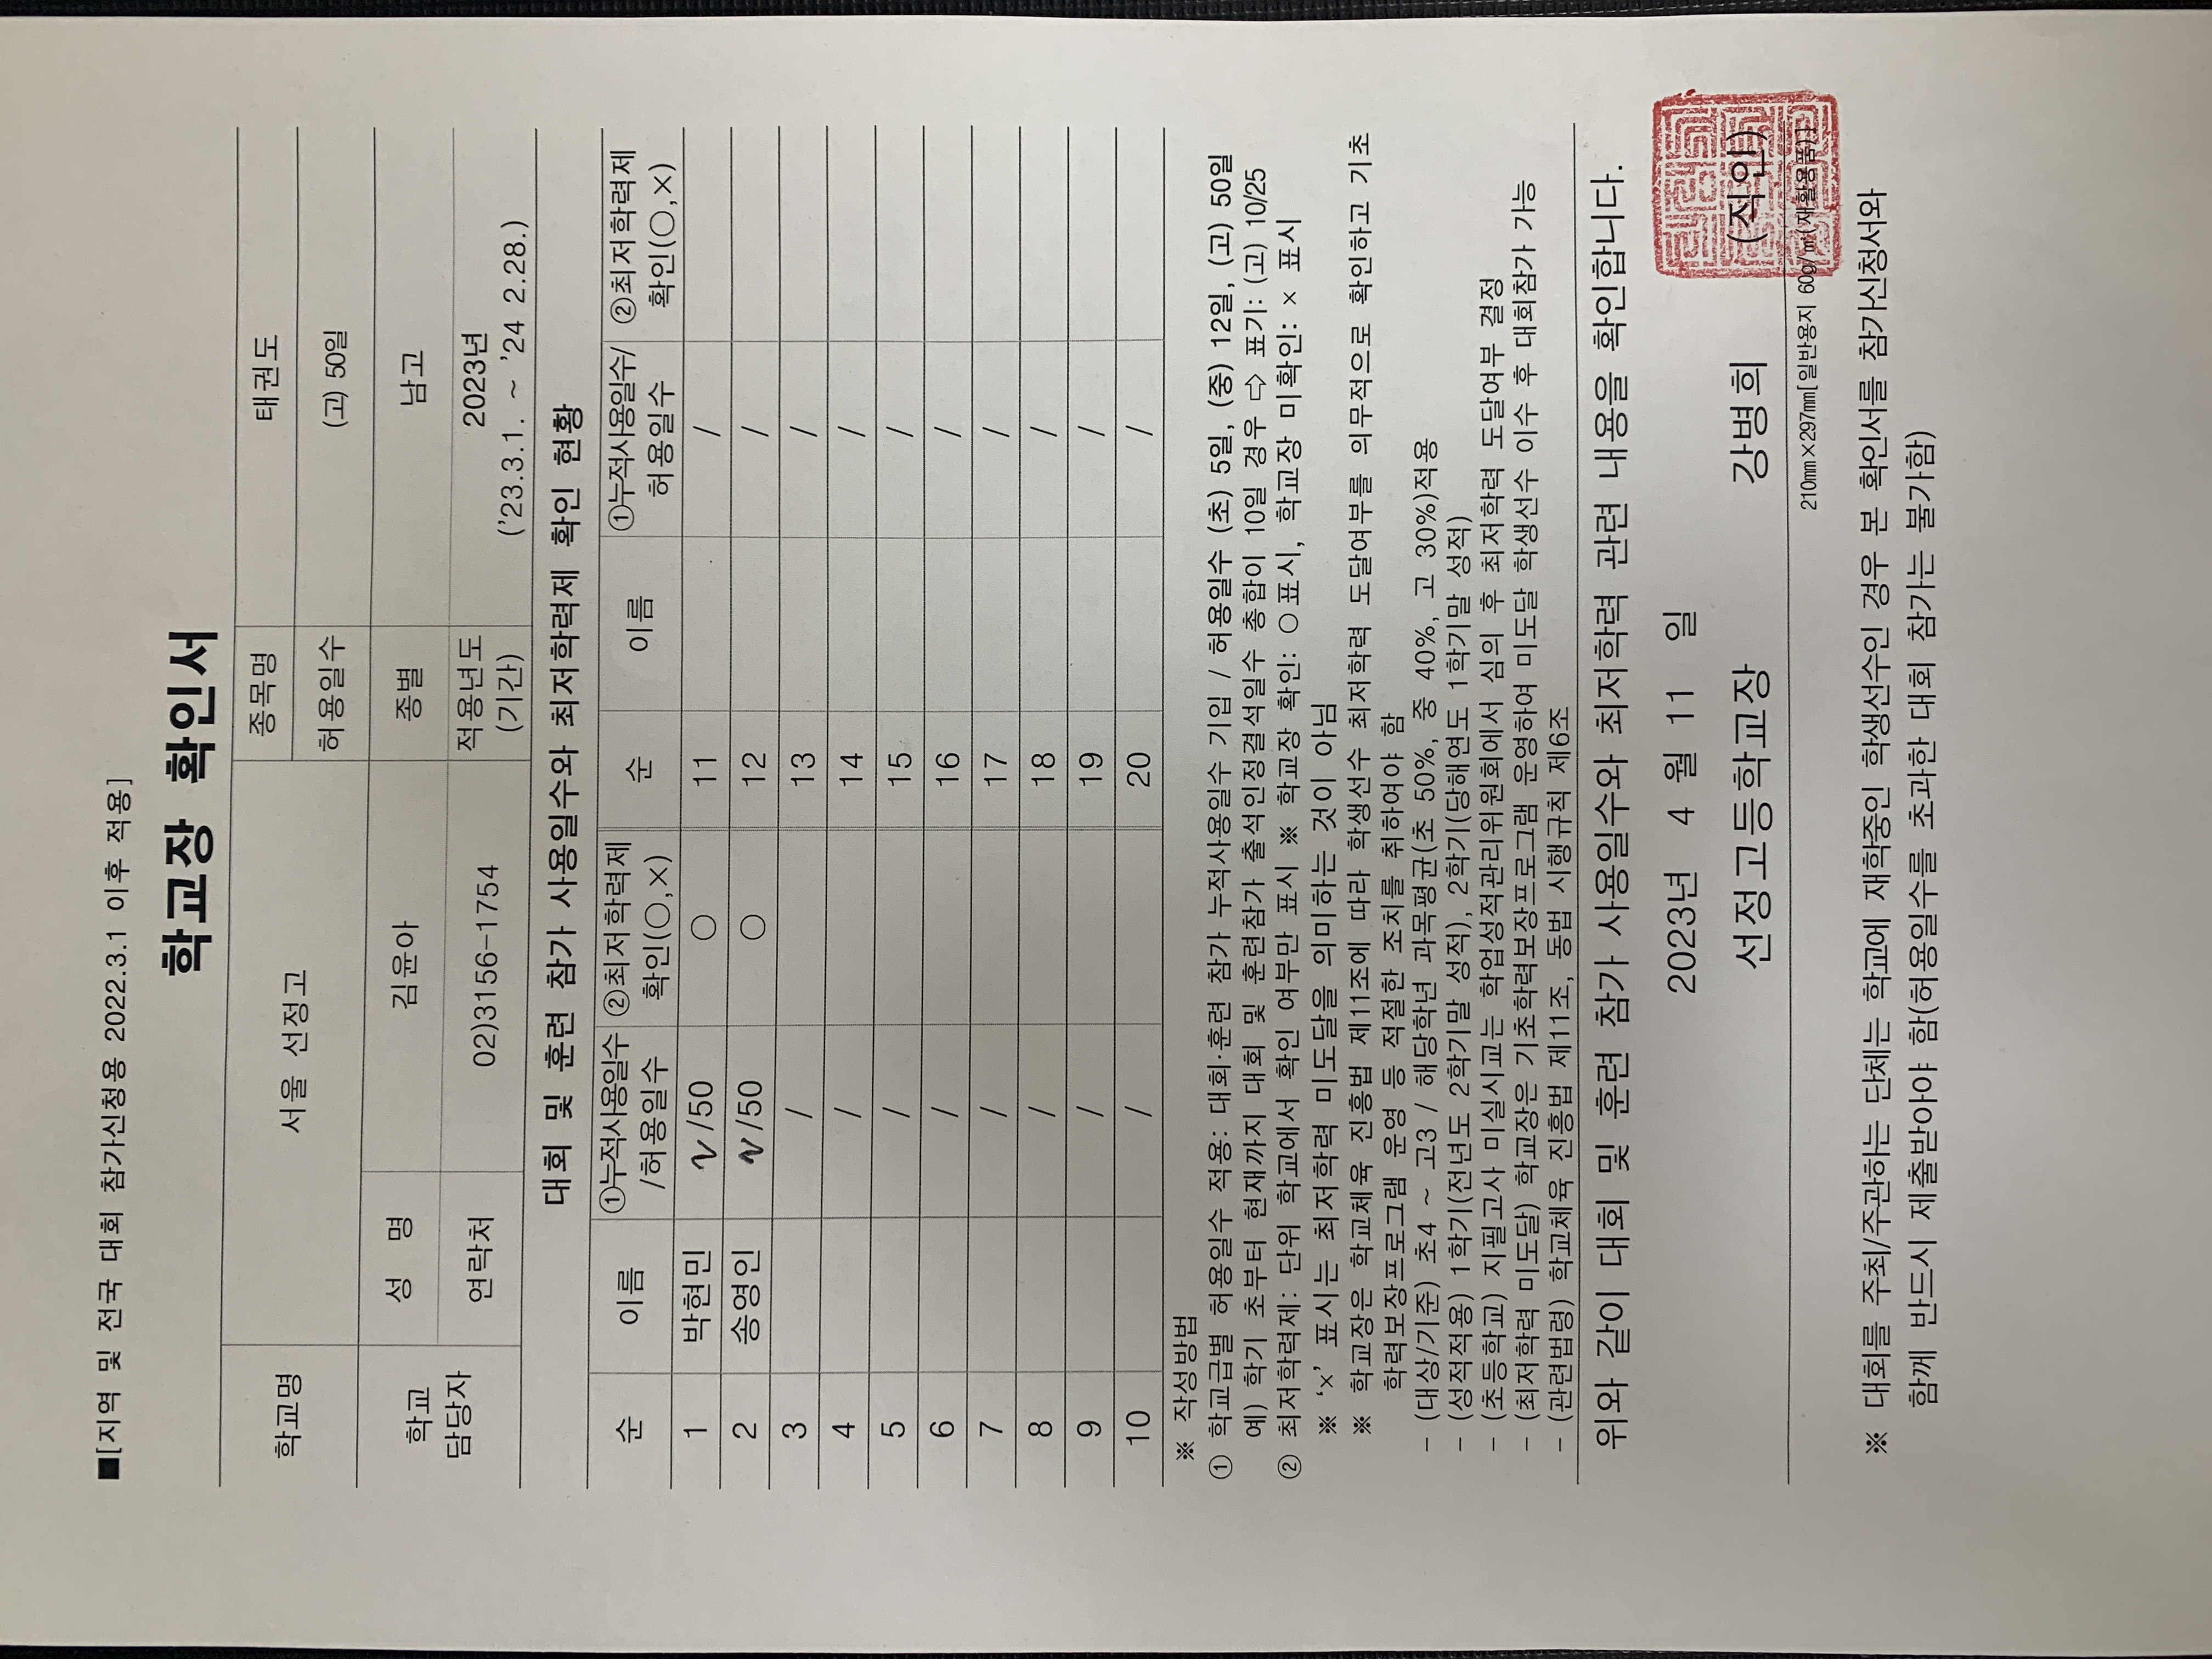 ■[지역 및 전국 대회 참가신청용 2022.3.1 이후 적용]
학교장 확인서
학교명 서울 선정고 종목명 태권도
허용일수 (고) 50일
학교 담당자 성 명 김윤아 종별 남고
연락처 02)3156-1754 적용년도 (기간) 2023년 ('23.3.1. ~ '24 2.28.)
대회 및 훈련 참가 사용일수와 최저학력제 확인 현황
순 이름 ①누적사용일수 /허용일수 ②최저학력제 확인(○,×) 순 이름 ①누적사용일수/ 허용일수 ②최저학력제 확인(○,×)
1 박현민 /50 ○ 11 /
2 송영인 /50 ○ 12 /
3 / 13 /
4 / 14 /
5 / 15 /
6 / 16 /
7 / 17 /
8 / 18 /
9 / 19 /
10 / 20 /
※ 작성방법
① 학교급별 허용일수 적용: 대회·훈련 참가 누적사용일수 기입 / 허용일수 (초) 5일, (중) 12일, (고) 50일
예) 학기 초부터 현재까지 대회 및 훈련참가 출석인정결석일수 총합이 10일 경우 ⇨ 표기: (고) 10/25
② 최저학력제: 단위 학교에서 확인 여부만 표시 ※ 학교장 확인: ○표시, 학교장 미확인: × 표시
※ '×' 표시는 최저학력 미도달을 의미하는 것이 아님
※ 학교장은 학교체육 진흥법 제11조에 따라 학생선수 최저학력 도달여부를 의무적으로 확인하고 기초
학력보장프로그램 운영 등 적절한 조치를 취하여야 함
- (대상/기준) 초4 ~ 고3 / 해당학년 과목평균(초 50%, 중 40%, 고 30%)적용
- (성적적용) 1학기(전년도 2학기말 성적), 2학기(당해연도 1학기말 성적)
- (초등학교) 지필고사 미실시교는 학업성적관리위원회에서 심의 후 최저학력 도달여부 결정
- (최저학력 미도달) 학교장은 기초학력보장프로그램 운영하여 미도달 학생선수 이수 후 대회참가 가능
- (관련법령) 학교체육 진흥법 제11조, 동법 시행규칙 제6조
위와 같이 대회 및 훈련 참가 사용일수와 최저학력 관련 내용을 확인합니다.
2023년 4 월 11 일
선정고등학교장 강병희 (직인)
210㎜×297㎜[일반용지 60g/㎡(재활용품)]
※ 대회를 주최/주관하는 단체는 학교에 재학중인 학생선수인 경우 본 확인서를 참가신청서와
함께 반드시 제출받아야 함(허용일수를 초과한 대회 참가는 불가함)